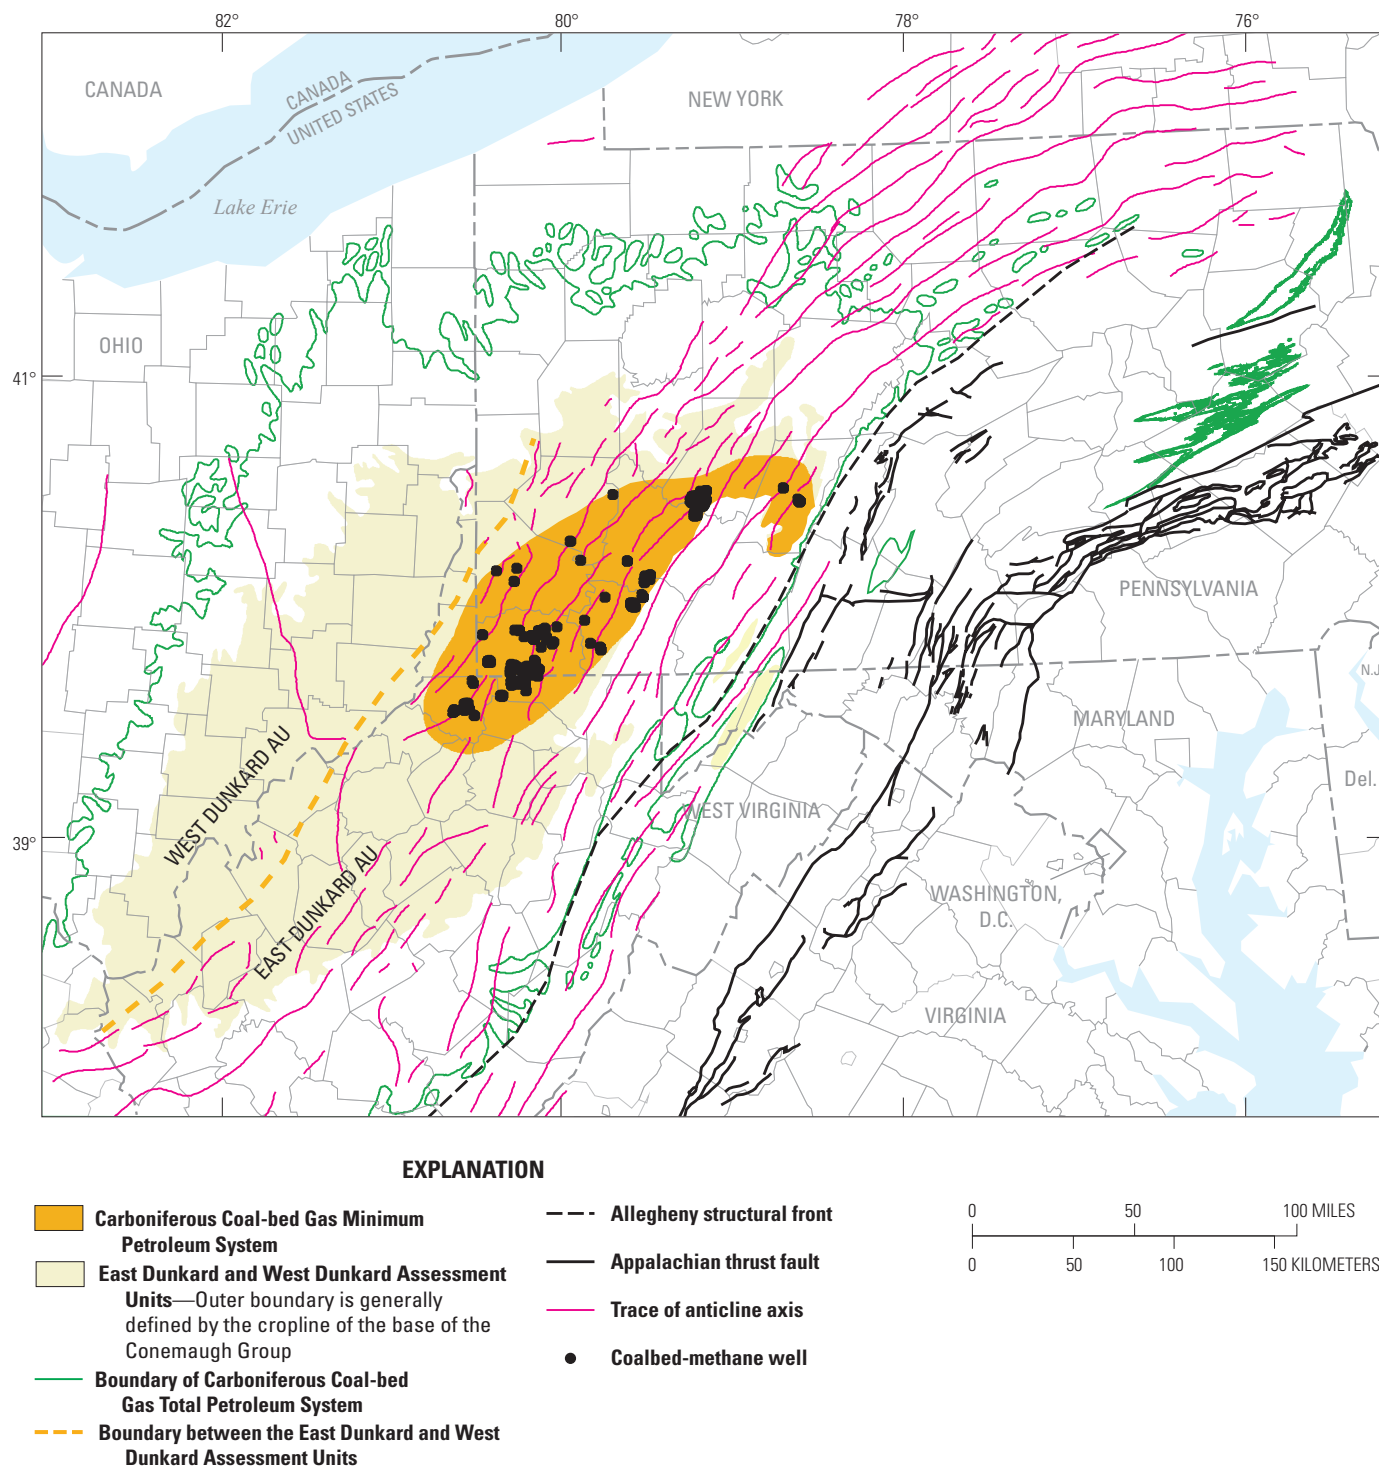 82°
80°
78°
76°
CANADA
CANADA
UNITED STATES
NEW YORK
Lake Erie
OHIO
41°
PENNSYLVANIA
N.J.
MARYLAND
WEST DUNKARD AU
Del.
WEST VIRGINIA
39°
EAST DUNKARD AU
WASHINGTON,
D.C.
VIRGINIA
EXPLANATION
Carboniferous Coal-bed Gas Minimum
Petroleum System
East Dunkard and West Dunkard Assessment
Units—Outer boundary is generally
defined by the cropline of the base of the
Conemaugh Group
Boundary of Carboniferous Coal-bed
Gas Total Petroleum System
Boundary between the East Dunkard and West
Dunkard Assessment Units
Allegheny structural front
Appalachian thrust fault
Trace of anticline axis
Coalbed-methane well
0 50 100 MILES
0 50 100 150 KILOMETERS